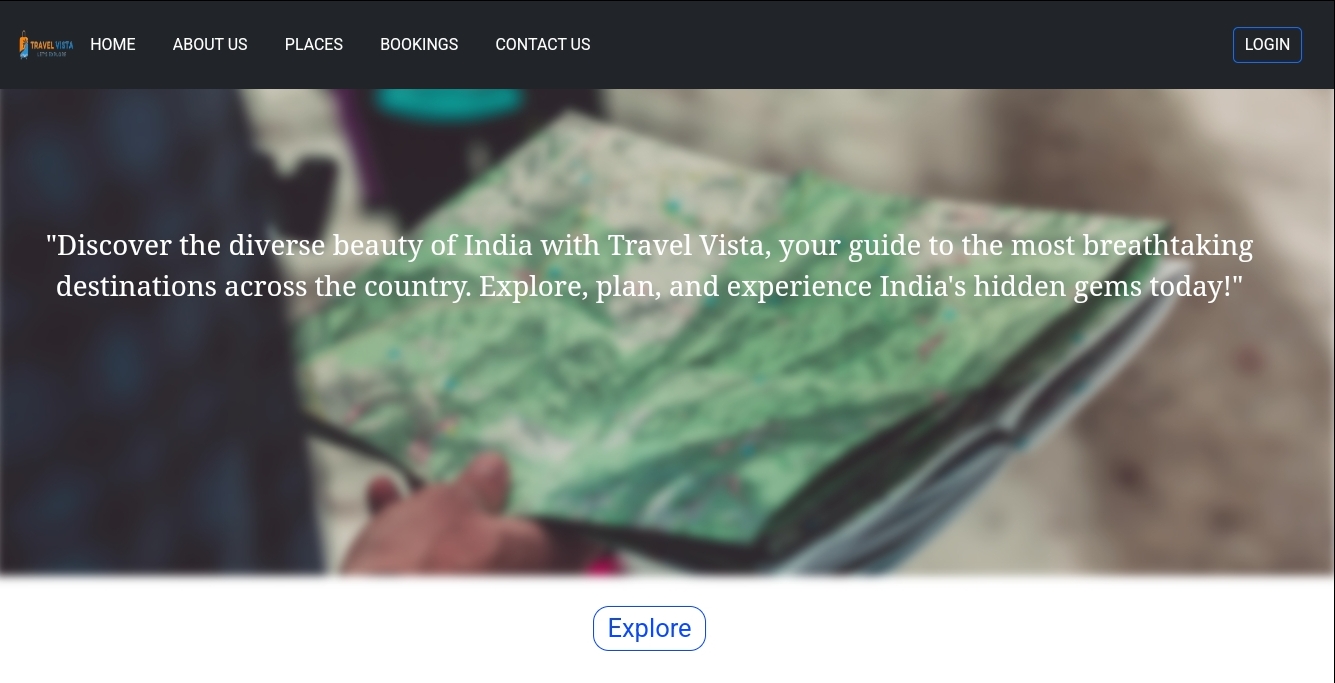 TRAVEL VISTA
LET'S EXPLORE
HOME
ABOUT US
PLACES
BOOKINGS
CONTACT US
LOGIN
"Discover the diverse beauty of India with Travel Vista, your guide to the most breathtaking
destinations across the country. Explore, plan, and experience India's hidden gems today!"
Explore